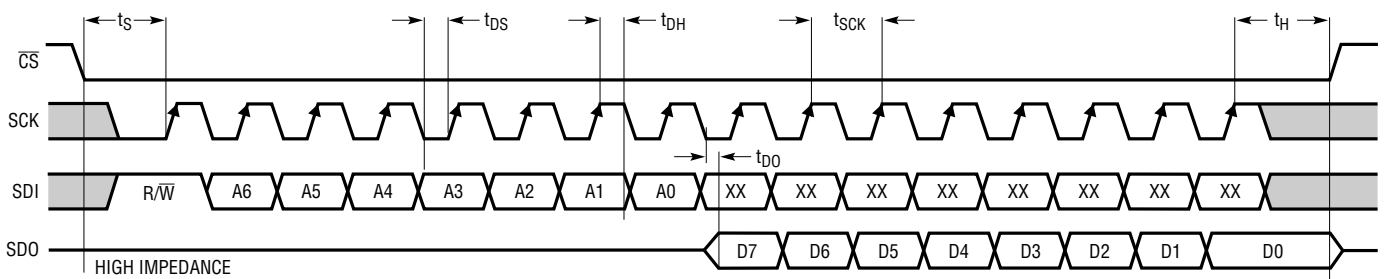 tS tDS tDH tSCK tH
CS
SCK
tDO
SDI R/W A6 A5 A4 A3 A2 A1 A0 XX XX XX XX XX XX XX XX
SDO D7 D6 D5 D4 D3 D2 D1 D0
HIGH IMPEDANCE